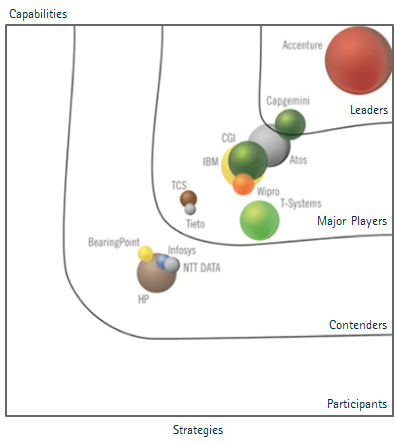 Capabilities
Accenture
Capgemini
Leaders
CGI
IBM
Atos
TCS
Wipro
T-Systems
Tieto
Major Players
BearingPoint
Infosys
NTT DATA
HP
Contenders
Participants
Strategies